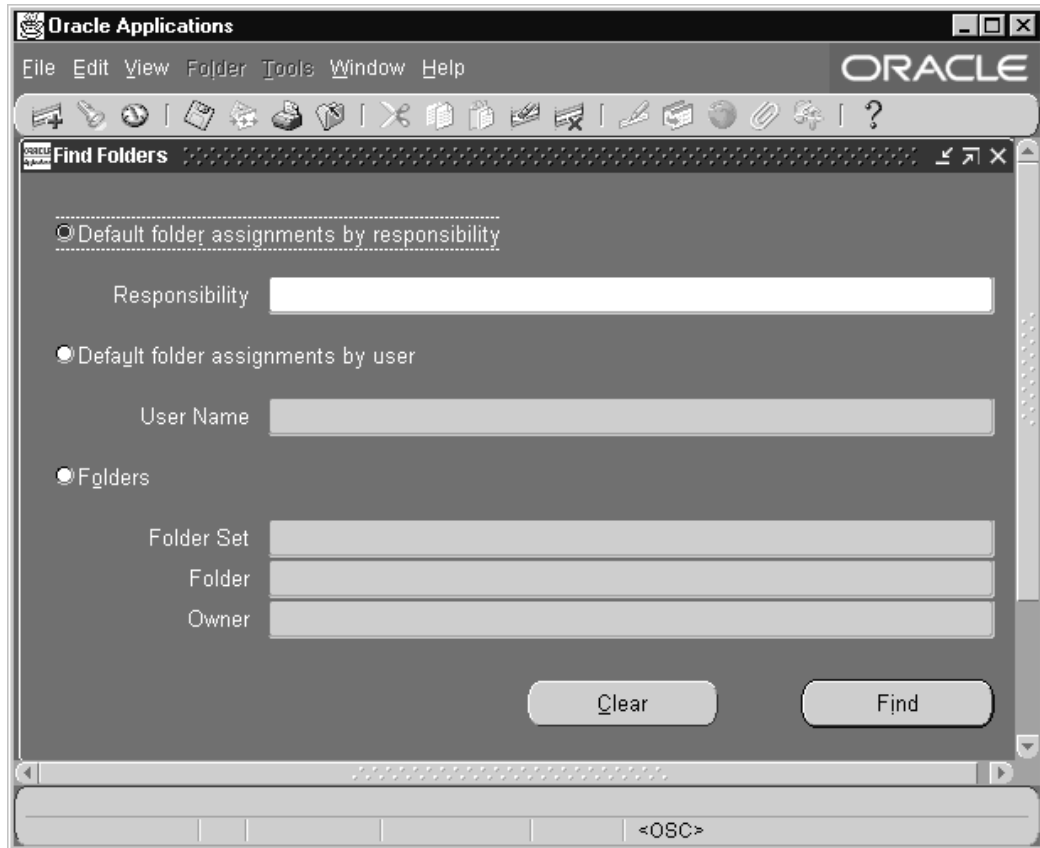 Oracle Applications
File Edit View Folder Tools Window Help
ORACLE
?
Find Folders
Default folder assignments by responsibility
Responsibility
Default folder assignments by user
User Name
Folders
Folder Set
Folder
Owner
Clear Find
<OSC>